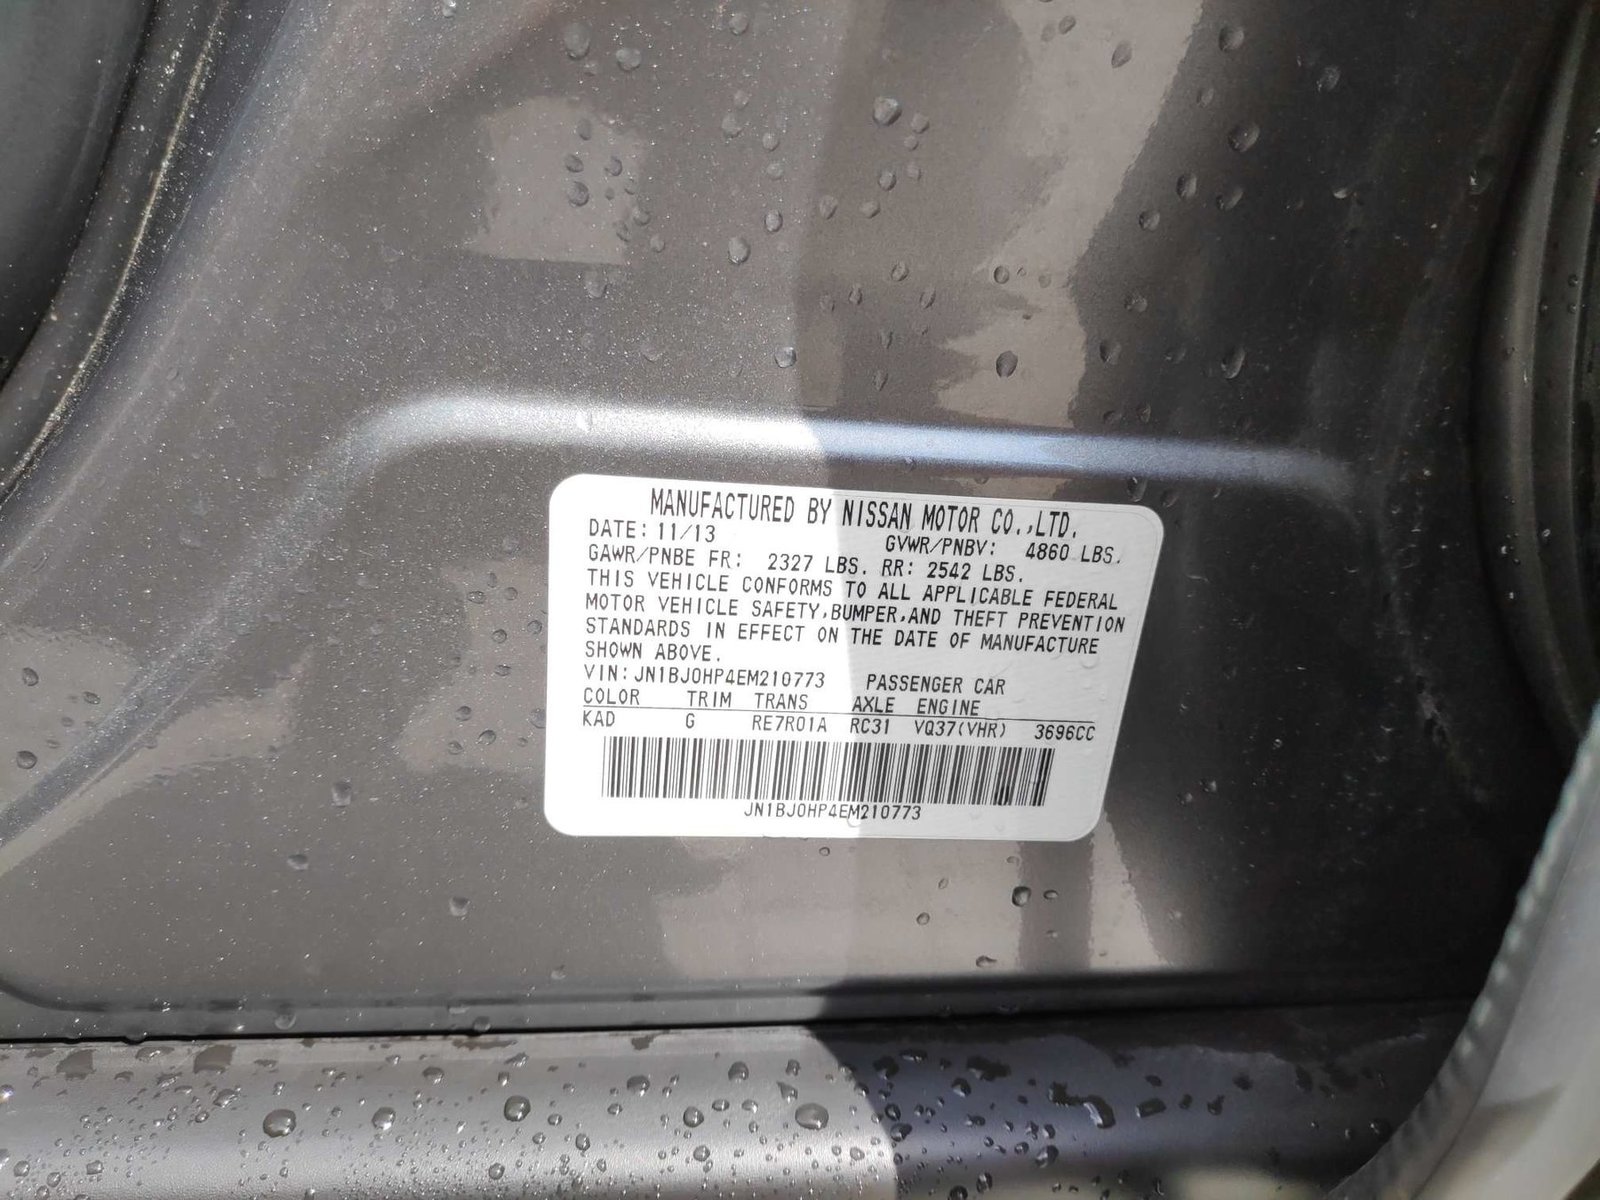 MANUFACTURED BY NISSAN MOTOR CO.,LTD.
DATE: 11/13 GVWR/PNBV: 4860 LBS.
GAWR/PNBE FR: 2327 LBS. RR: 2542 LBS.
THIS VEHICLE CONFORMS TO ALL APPLICABLE FEDERAL
MOTOR VEHICLE SAFETY,BUMPER,AND THEFT PREVENTION
STANDARDS IN EFFECT ON THE DATE OF MANUFACTURE
SHOWN ABOVE.
VIN: JN1BJ0HP4EM210773 PASSENGER CAR
COLOR TRIM TRANS AXLE ENGINE
KAD G RE7R01A RC31 VQ37(VHR) 3696CC
JN1BJ0HP4EM210773